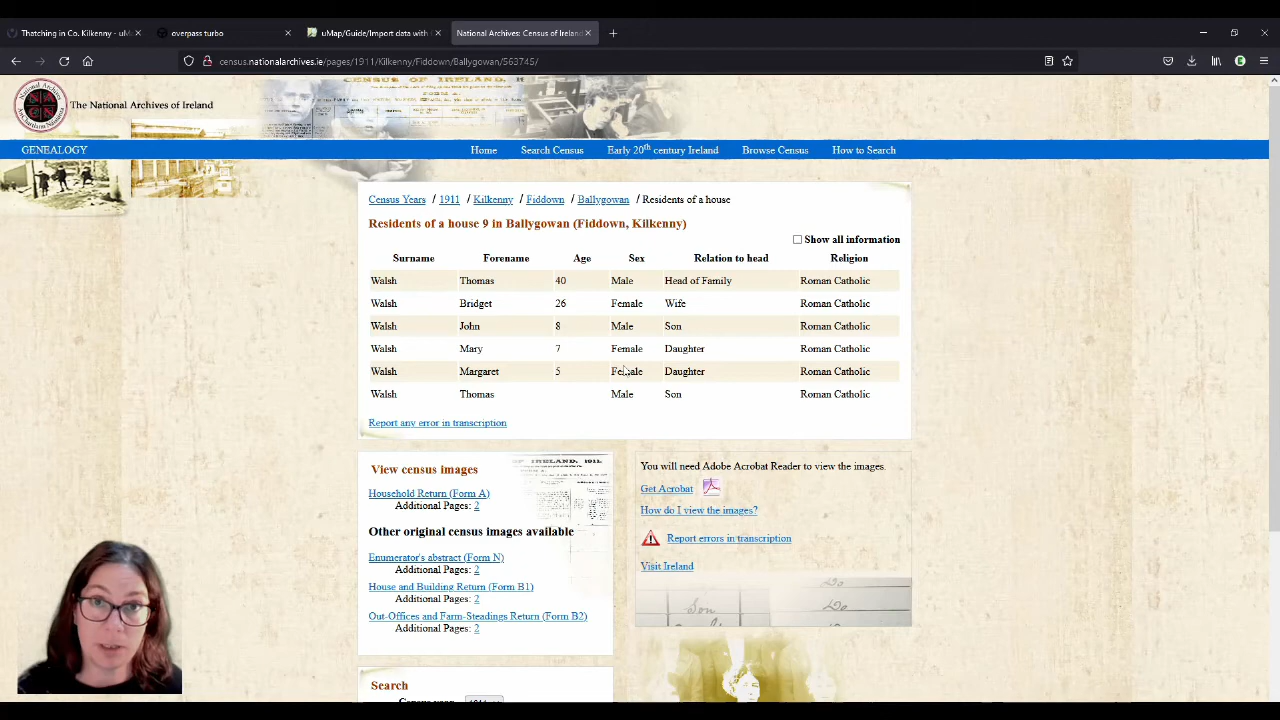 Thatching in Co. Kilkenny - uMa
overpass turbo
uMap/Guide/Import data with
National Archives: Census of Ireland
census.nationalarchives.ie/pages/1911/Kilkenny/Fiddown/Ballygowan/563745/
The National Archives of Ireland
GENEALOGY Home Search Census Early 20th century Ireland Browse Census How to Search
Census Years / 1911 / Kilkenny / Fiddown / Ballygowan / Residents of a house
Residents of a house 9 in Ballygowan (Fiddown, Kilkenny)
Show all information
Surname Forename Age Sex Relation to head Religion
Walsh Thomas 40 Male Head of Family Roman Catholic
Walsh Bridget 26 Female Wife Roman Catholic
Walsh John 8 Male Son Roman Catholic
Walsh Mary 7 Female Daughter Roman Catholic
Walsh Margaret 5 Female Daughter Roman Catholic
Walsh Thomas Male Son Roman Catholic
Report any error in transcription
View census images
Household Return (Form A)
Additional Pages: 2
Other original census images available
Enumerator's abstract (Form N)
Additional Pages: 2
House and Building Return (Form B1)
Additional Pages: 2
Out-Offices and Farm-Steadings Return (Form B2)
Additional Pages: 2
Search
You will need Adobe Acrobat Reader to view the images.
Get Acrobat
How do I view the images?
Report errors in transcription
Visit Ireland
Son